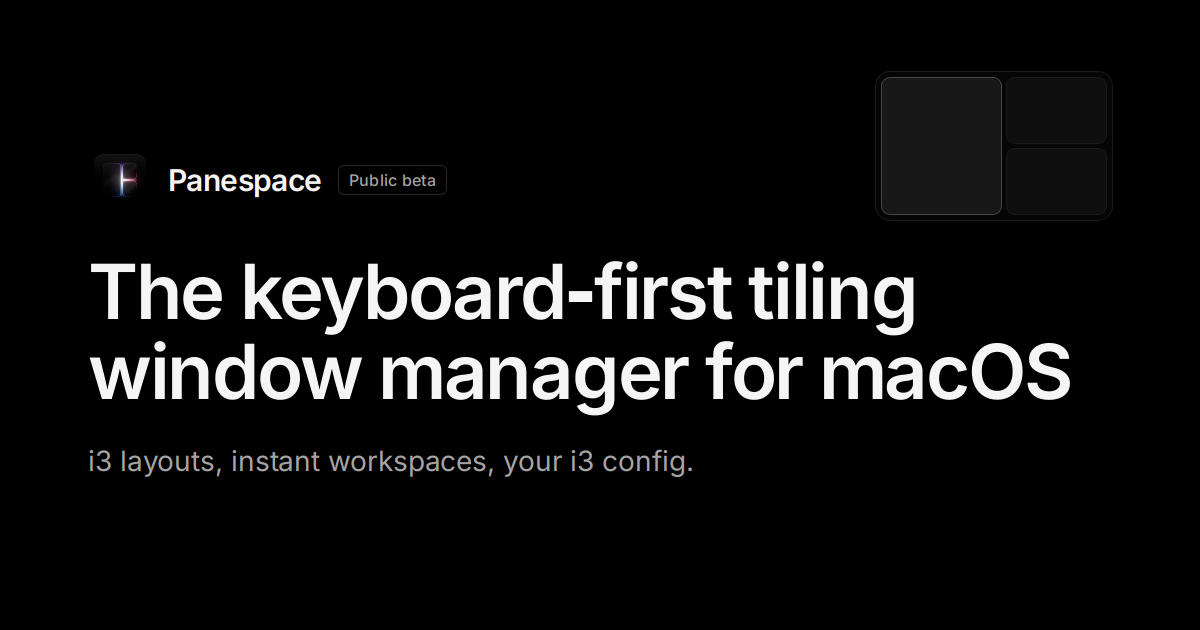 Panespace
Public beta
The keyboard-first tiling
window manager for macOS
i3 layouts, instant workspaces, your i3 config.